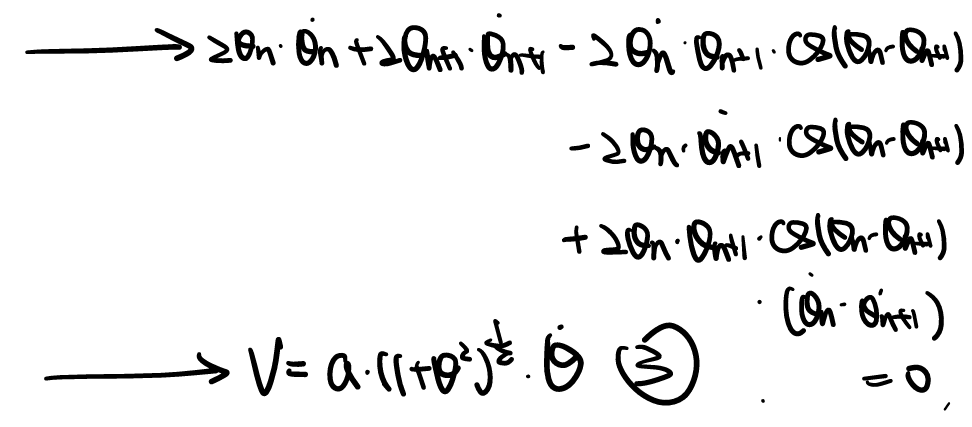 ⟶ 2θₙ·θ̇ₙ + 2θₙ₊₁·θ̇ₙ₊₁ − 2θ̇ₙ·θₙ₊₁·cos(θₙ-θₙ₊₁)
− 2θₙ·θ̇ₙ₊₁·cos(θₙ-θₙ₊₁)
+ 2θₙ·θₙ₊₁·cos(θₙ-θₙ₊₁)
·(θ̇ₙ-θ̇ₙ₊₁)
= 0
⟶ V = a·(1+θ²)^½·θ̇ ③